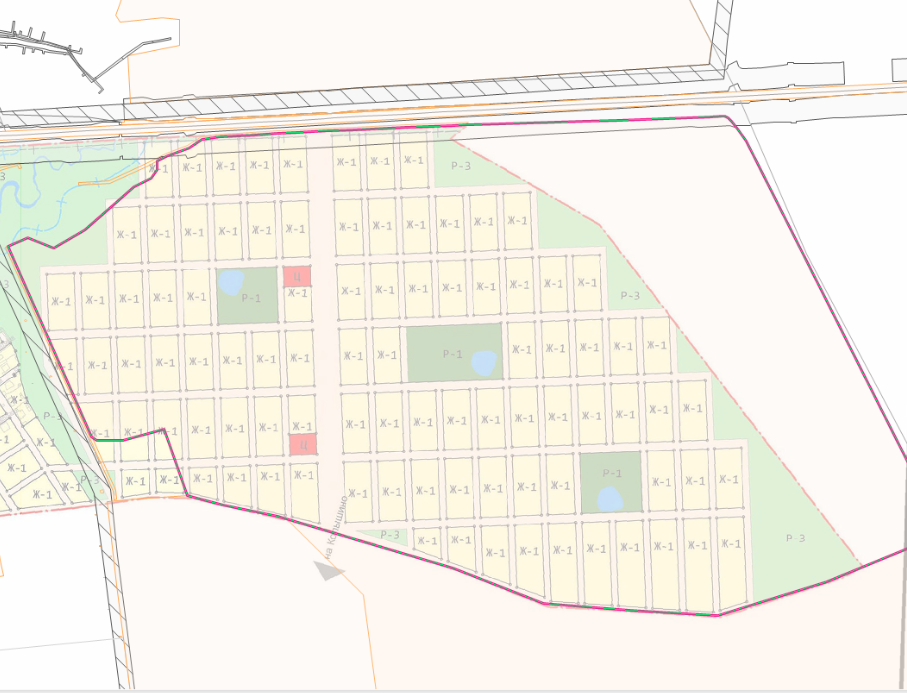 Ж-1 Ж-1 Ж-1 Ж-1 Ж-1 Ж-1 Ж-1 Ж-1 Р-3
Ж-1 Ж-1 Ж-1 Ж-1 Ж-1 Ж-1 Ж-1 Ж-1 Ж-1 Ж-1 Ж-1 Ж-1
Ж-1 Ж-1 Ж-1 Ж-1 Ж-1 Р-1 Ц Ж-1 Ж-1 Ж-1 Ж-1 Ж-1 Ж-1 Ж-1 Ж-1 Ж-1 Р-3
Ж-1 Ж-1 Ж-1 Ж-1 Ж-1 Ж-1 Ж-1 Ж-1 Р-1 Ж-1 Ж-1 Ж-1 Ж-1 Ж-1
Ж-1 Р-3 Ж-1 Ж-1 Ж-1 Ж-1 Ж-1 Ж-1 Ж-1 Ц Ж-1 Ж-1 Ж-1 Ж-1 Ж-1 Ж-1 Ж-1 Ж-1 Ж-1 Ж-1 Ж-1
Ж-1 Ж-1 Ж-1 Р-3 Ж-1 Ж-1 Ж-1 Ж-1 Ж-1 Ж-1 Ж-1 Ж-1 Ж-1 Ж-1 Ж-1 Ж-1 Ж-1 Р-1 Ж-1 Ж-1 Ж-1
на Копышино
Р-3 Ж-1 Ж-1 Ж-1 Ж-1 Ж-1 Ж-1 Ж-1 Ж-1 Ж-1 Ж-1 Р-3